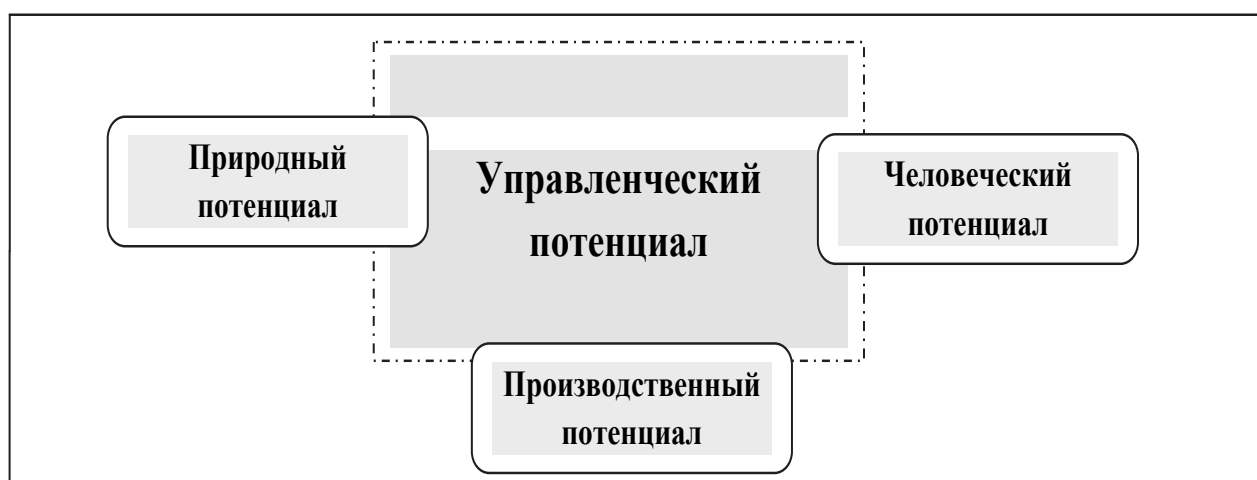 Природный
потенциал
Управленческий
потенциал
Человеческий
потенциал
Производственный
потенциал